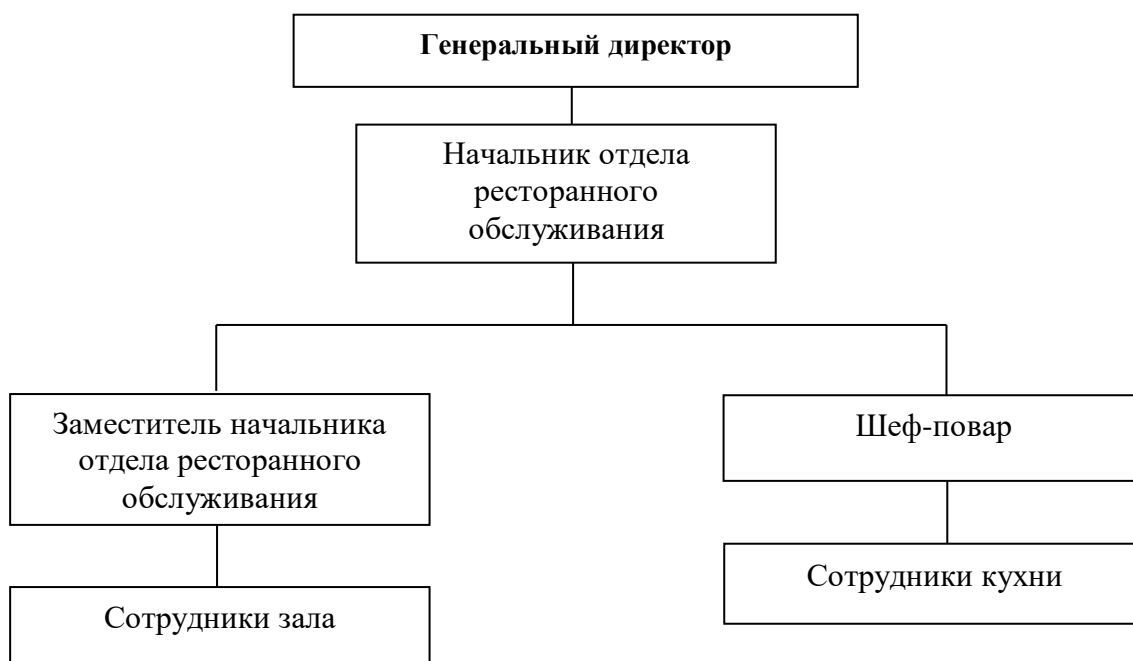 Генеральный директор
Начальник отдела
ресторанного
обслуживания
Заместитель начальника
отдела ресторанного
обслуживания
Шеф-повар
Сотрудники зала
Сотрудники кухни